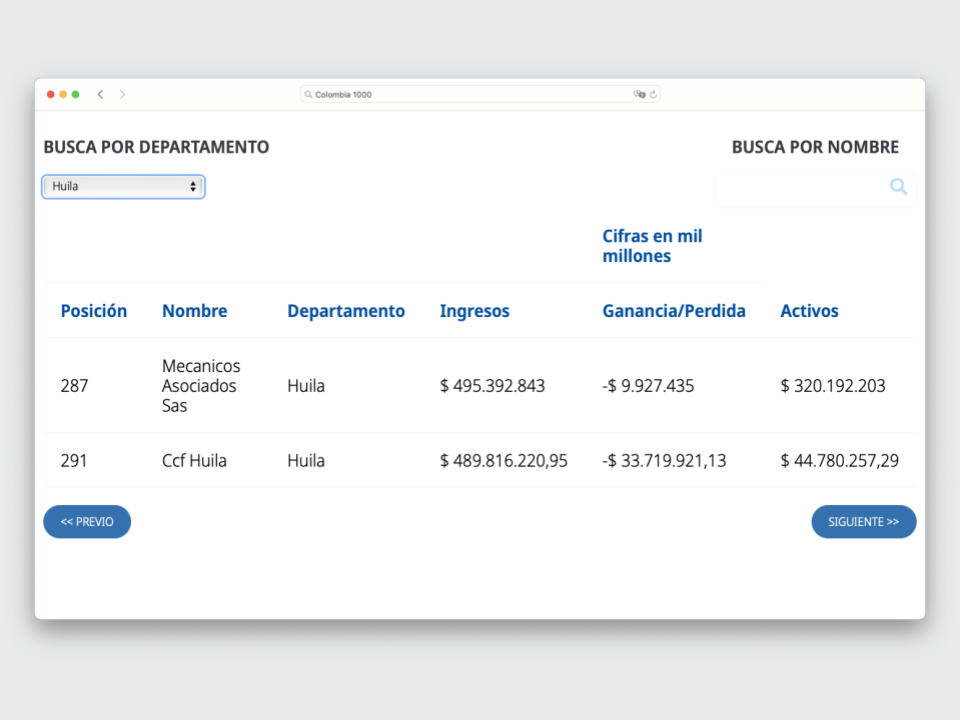 Colombia 1000
BUSCA POR DEPARTAMENTO
BUSCA POR NOMBRE
Huila
Cifras en mil
millones
Posición Nombre Departamento Ingresos Ganancia/Perdida Activos
287 Mecanicos Asociados Sas Huila $ 495.392.843 -$ 9.927.435 $ 320.192.203
291 Ccf Huila Huila $ 489.816.220,95 -$ 33.719.921,13 $ 44.780.257,29
<< PREVIO
SIGUIENTE >>